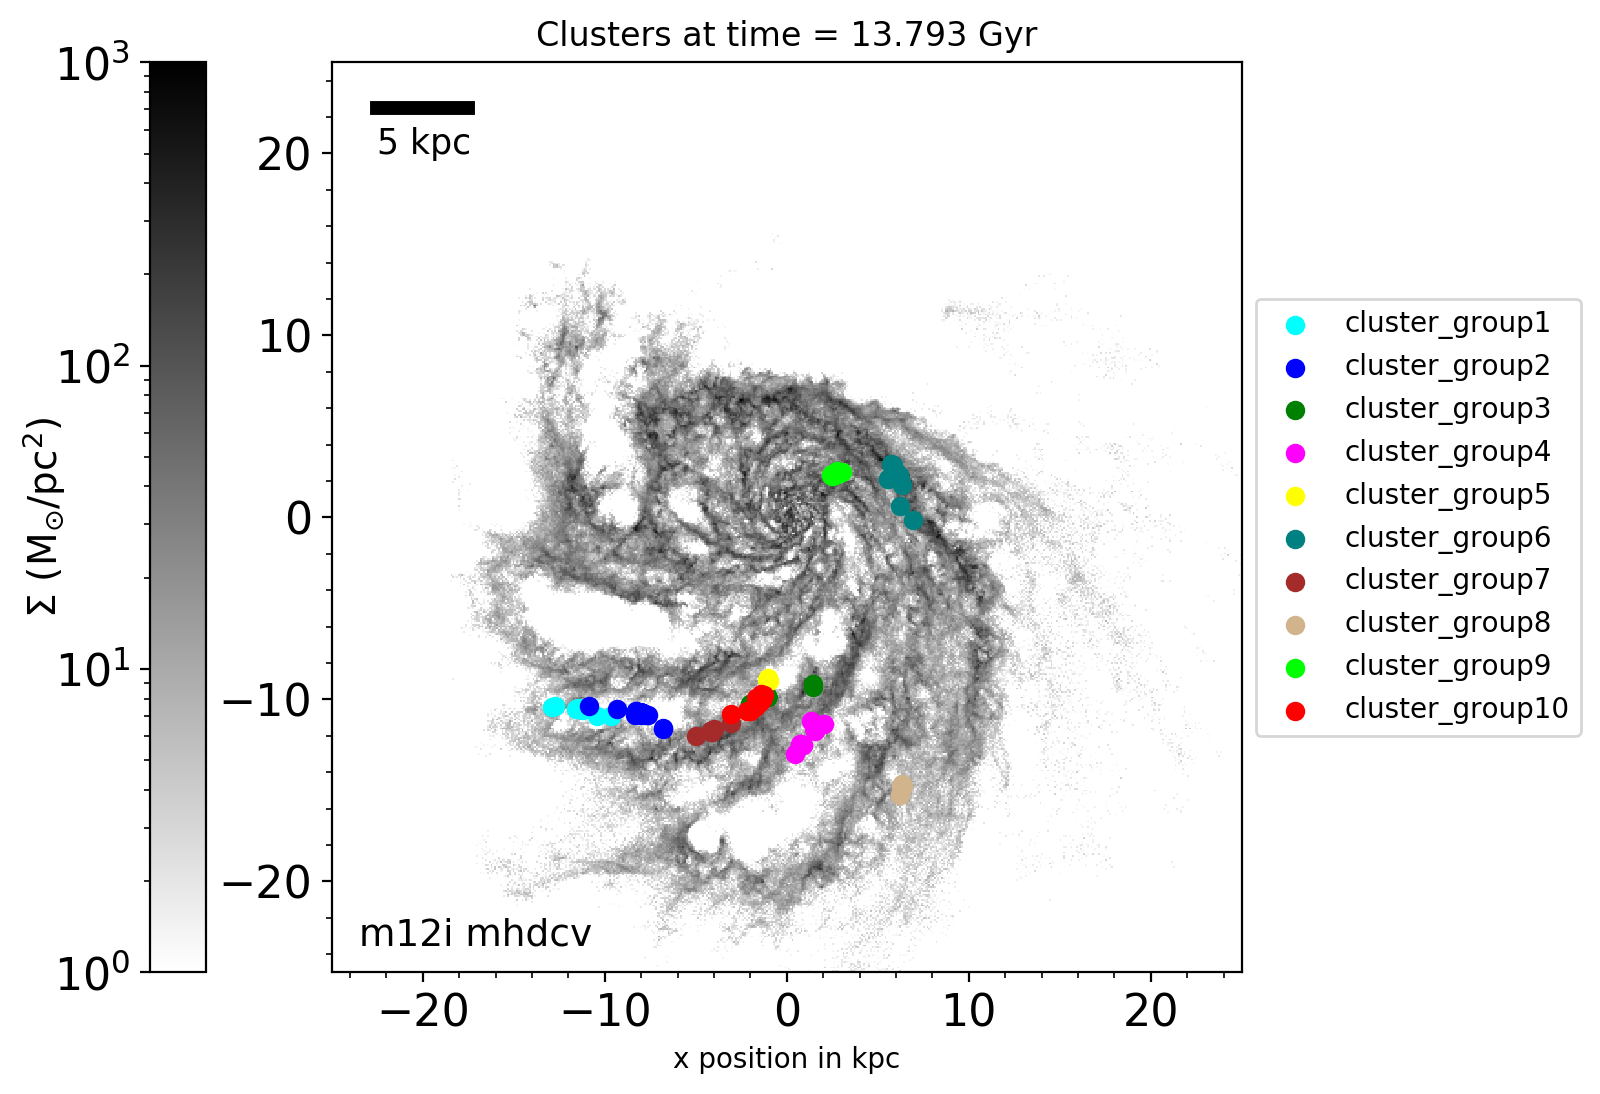 Clusters at time = 13.793 Gyr
10³
10²
10¹
10⁰
Σ (M☉/pc²)
5 kpc
20
10
0
−10
−20
m12i mhdcv
−20 −10 0 10 20
x position in kpc
cluster_group1
cluster_group2
cluster_group3
cluster_group4
cluster_group5
cluster_group6
cluster_group7
cluster_group8
cluster_group9
cluster_group10